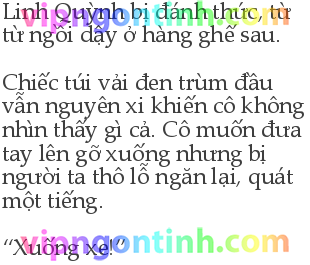 Linh Quỳnh bị đánh thức, từ
từ ngồi dậy ở hàng ghế sau.
Chiếc túi vải đen trùm đầu
vẫn nguyên xi khiến cô không
nhìn thấy gì cả. Cô muốn đưa
tay lên gỡ xuống nhưng bị
người ta thô lỗ ngăn lại, quát
một tiếng.
“Xuống xe!”
vipngontinh.com
vipngontinh.com